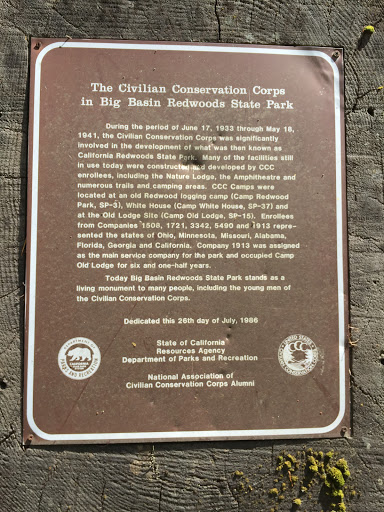 The Civilian Conservation Corps
in Big Basin Redwoods State Park
During the period of June 17, 1933 through May 18,
1941, the Civilian Conservation Corps was significantly
involved in the development of what was then known as
California Redwoods State Park. Many of the facilities still
in use today were constructed and developed by CCC
enrollees, including the Nature Lodge, the Amphitheatre and
numerous trails and camping areas. CCC Camps were
located at an old Redwood logging camp (Camp Redwood
Park, SP-3), White House (Camp White House, SP-37) and
at the Old Lodge Site (Camp Old Lodge, SP-15). Enrollees
from Companies 1508, 1721, 3342, 5490 and 1913 repre-
sented the states of Ohio, Minnesota, Missouri, Alabama,
Florida, Georgia and California. Company 1913 was assigned
as the main service company for the park and occupied Camp
Old Lodge for six and one-half years.
Today Big Basin Redwoods State Park stands as a
living monument to many people, including the young men of
the Civilian Conservation Corps.
Dedicated this 26th day of July, 1986
State of California
Resources Agency
Department of Parks and Recreation
National Association of
Civilian Conservation Corps Alumni